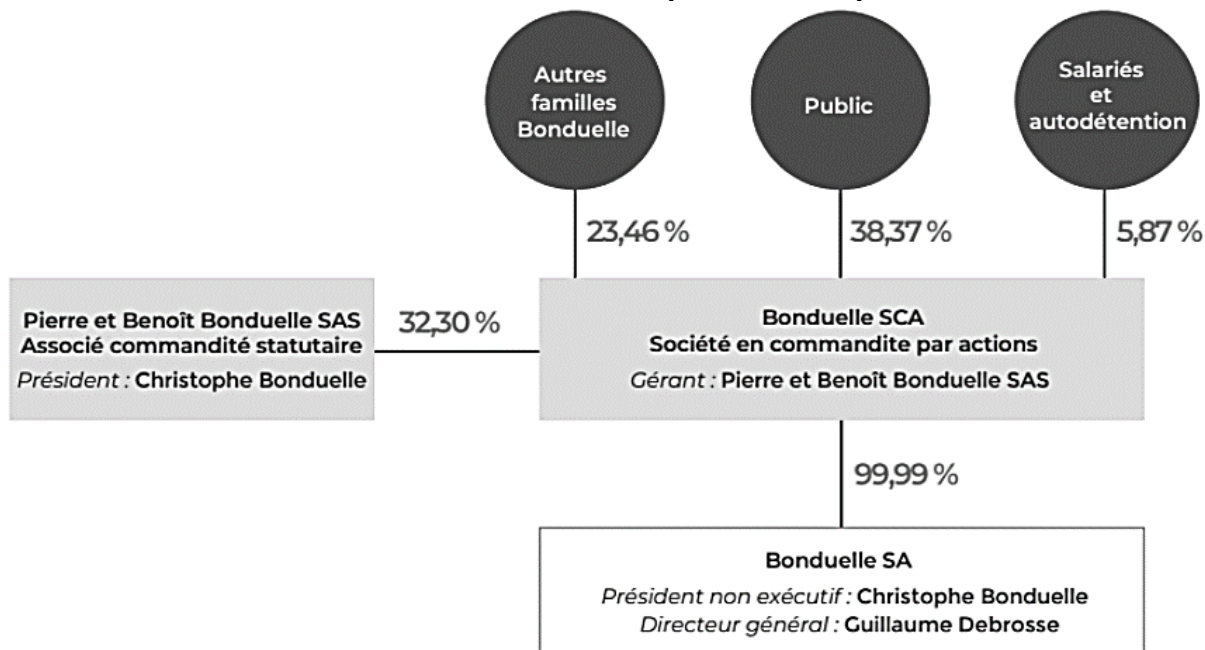 Autres
familles
Bonduelle
Public
Salariés
et
autodétention
23,46 %
38,37 %
5,87 %
Pierre et Benoît Bonduelle SAS
Associé commandité statutaire
Président : Christophe Bonduelle
32,30 %
Bonduelle SCA
Société en commandite par actions
Gérant : Pierre et Benoît Bonduelle SAS
99,99 %
Bonduelle SA
Président non exécutif : Christophe Bonduelle
Directeur général : Guillaume Debrosse